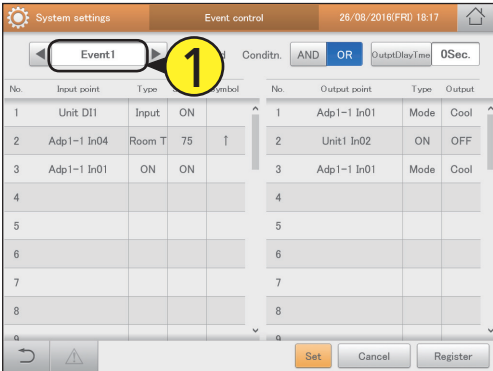 System settings Event control 26/08/2016(FRI) 18:17
Event1 1 d Conditn. AND OR OutptDlayTme 0Sec.
No. Input point Type S ymbol No. Output point Type Output
1 Unit DI1 Input ON 1 Adp1-1 In01 Mode Cool
2 Adp1-1 In04 Room T 75 ↑ 2 Unit1 In02 ON OFF
3 Adp1-1 In01 ON ON 3 Adp1-1 In01 Mode Cool
4 4
5 5
6 6
7 7
8 8
9 9
Set Cancel Register